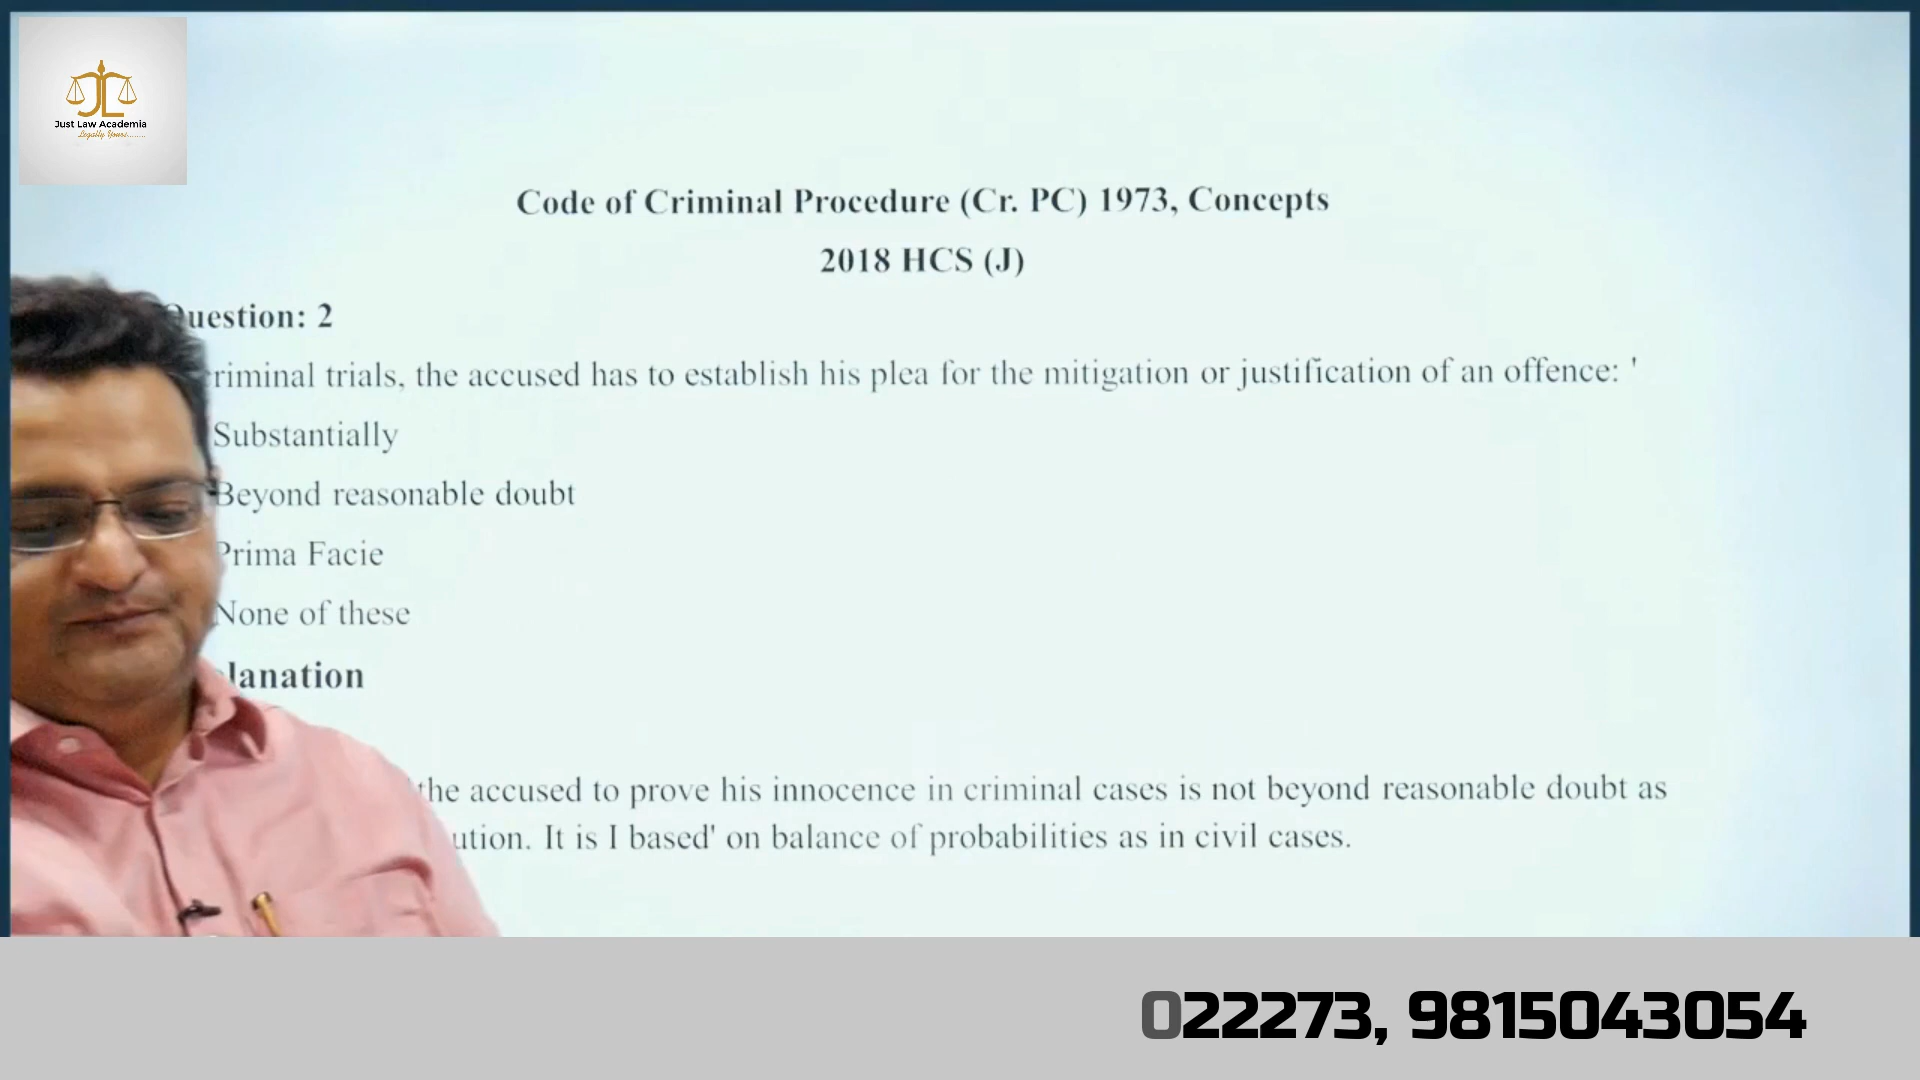 Just Law Academia
Legally Yours........
Code of Criminal Procedure (Cr. PC) 1973, Concepts
2018 HCS (J)
Question: 2
riminal trials, the accused has to establish his plea for the mitigation or justification of an offence: '
Substantially
Beyond reasonable doubt
Prima Facie
None of these
lanation
the accused to prove his innocence in criminal cases is not beyond reasonable doubt as
ution. It is I based' on balance of probabilities as in civil cases.
022273, 9815043054